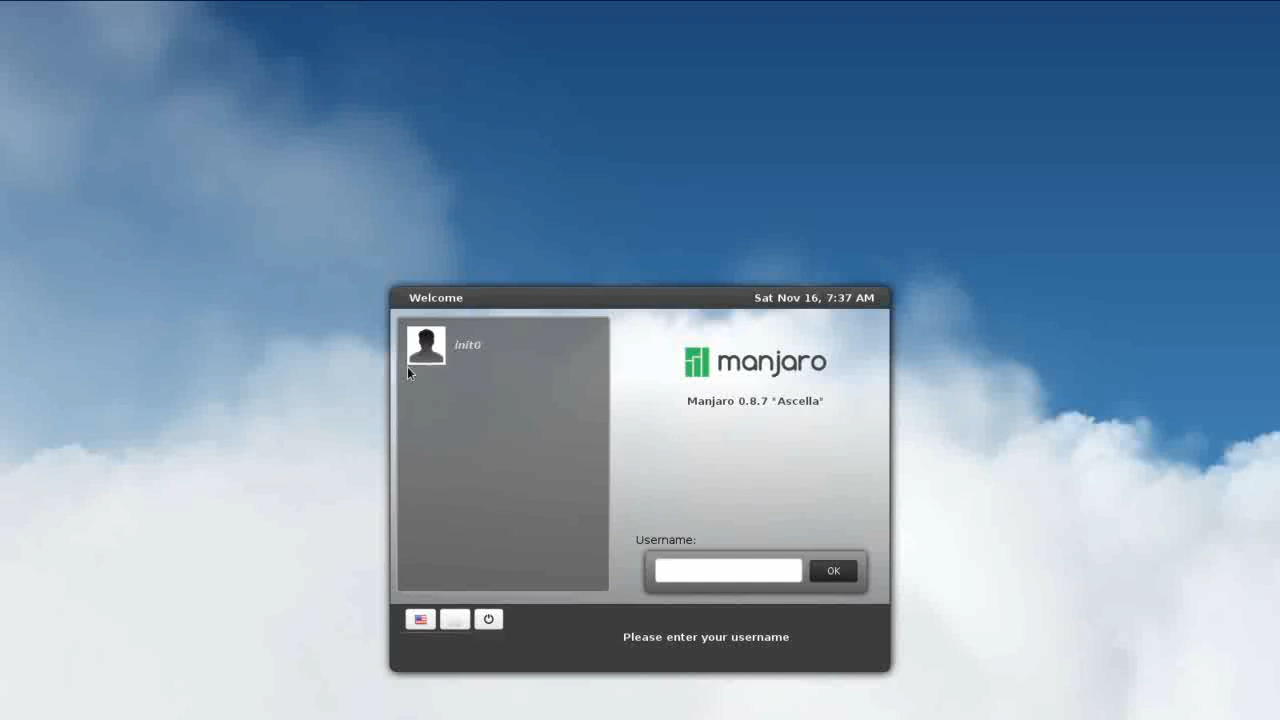 Welcome
Sat Nov 16, 7:37 AM
init0
manjaro
Manjaro 0.8.7 "Ascella"
Username:
OK
Please enter your username